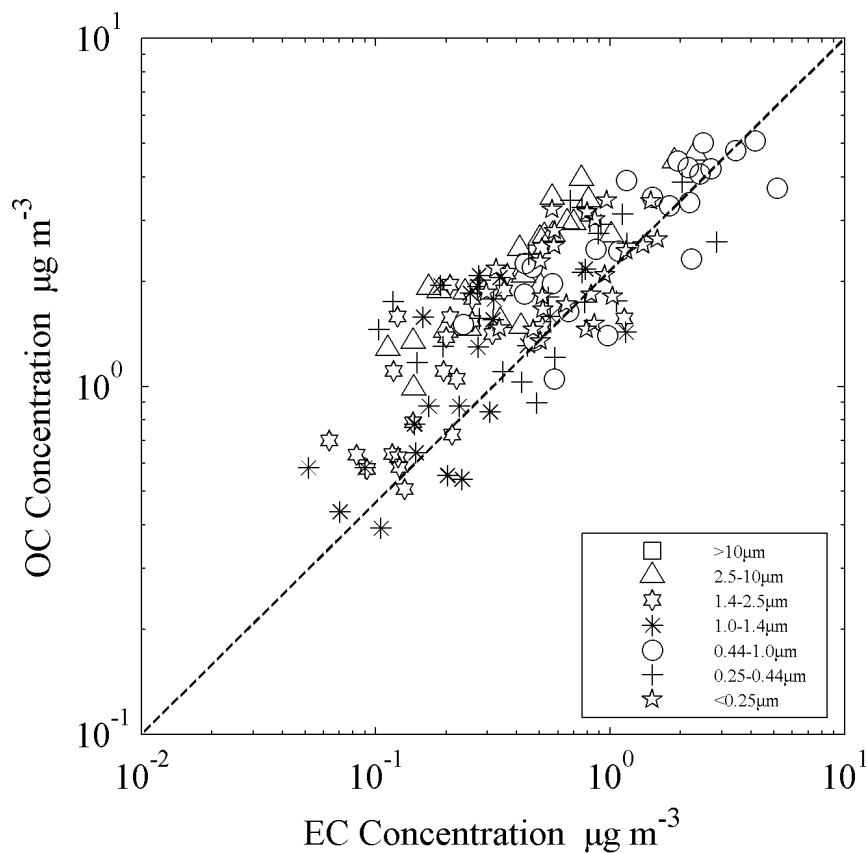 10¹
OC Concentration µg m⁻³
10⁰
>10µm
2.5-10µm
1.4-2.5µm
1.0-1.4µm
0.44-1.0µm
0.25-0.44µm
<0.25µm
10⁻¹
10⁻² 10⁻¹ 10⁰ 10¹
EC Concentration µg m⁻³